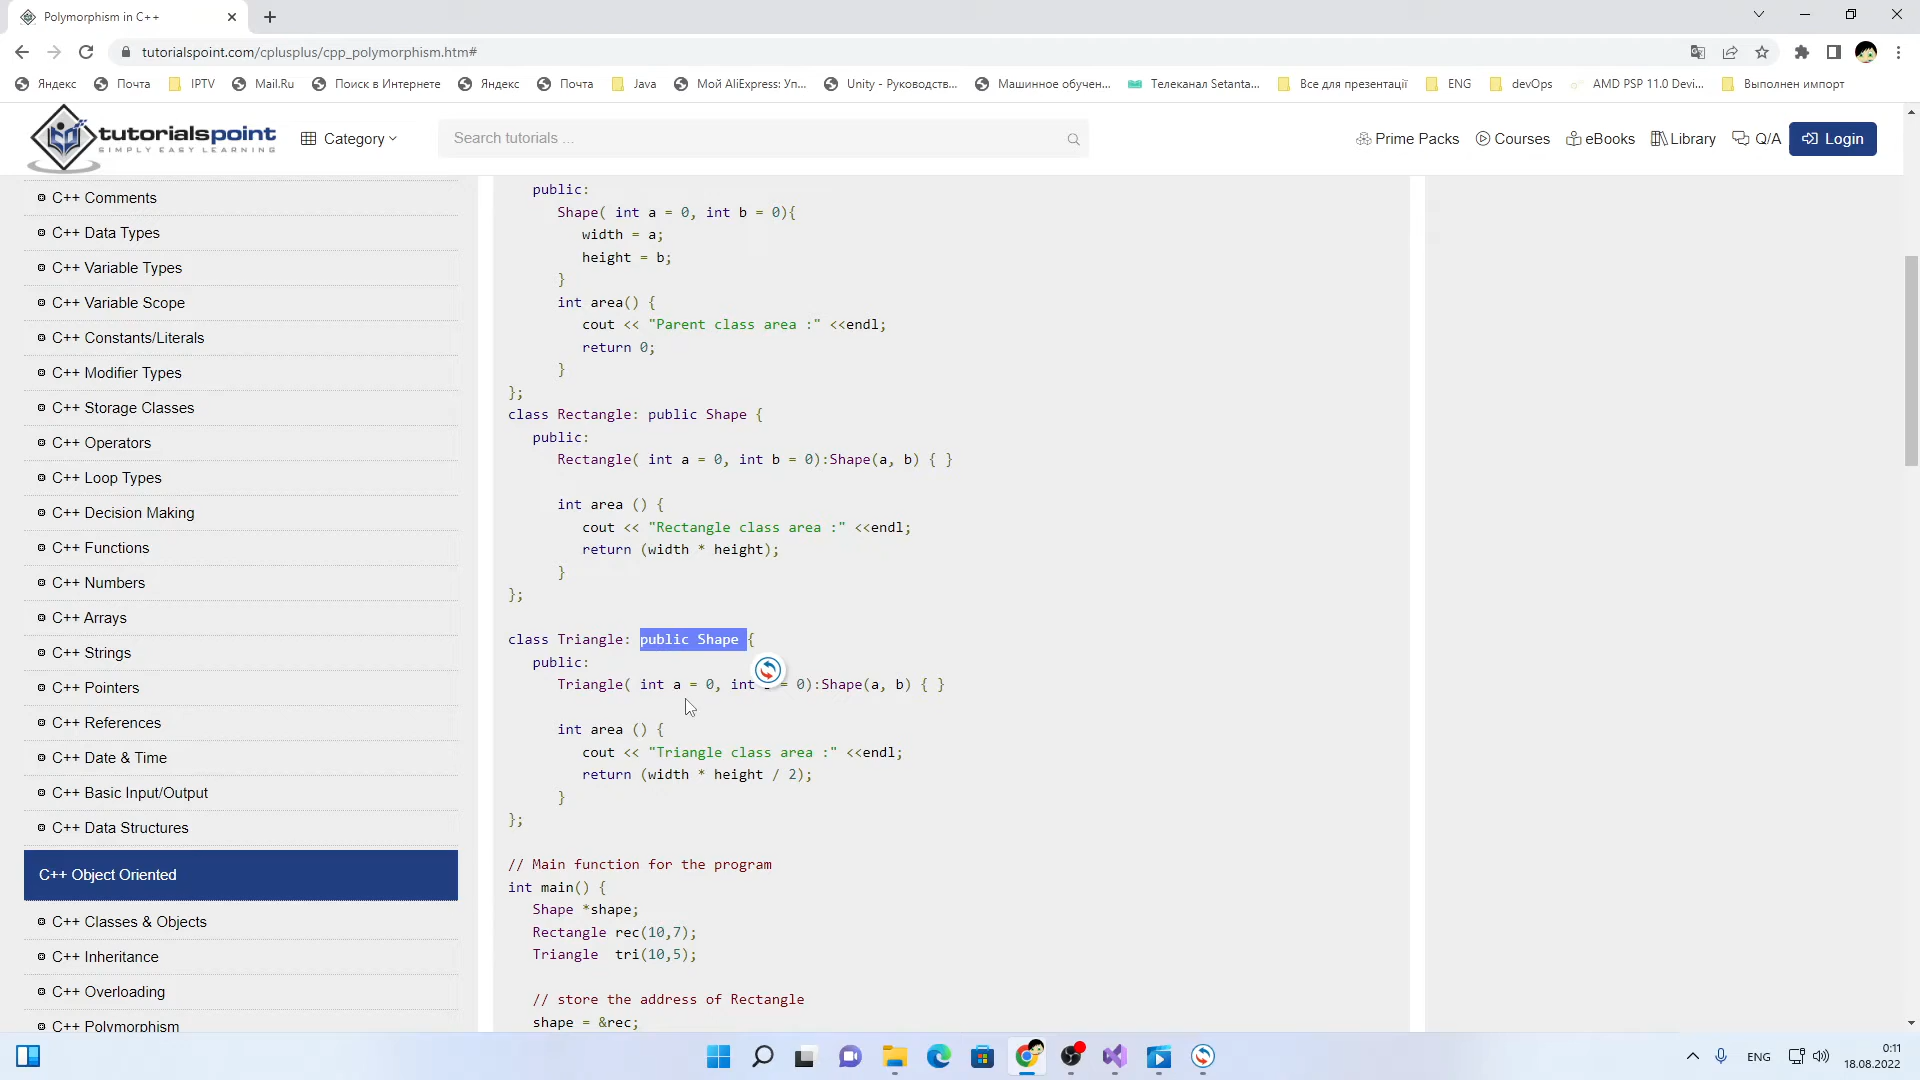 Polymorphism in C++
tutorialspoint.com/cplusplus/cpp_polymorphism.htm#
Яндекс Почта IPTV Mail.Ru Поиск в Интернете Яндекс Почта Java Мой AliExpress: Уп... Unity - Руководств... Машинное обучен... Телеканал Setanta... Все для презентації ENG devOps AMD PSP 11.0 Devi... Выполнен импорт
tutorialspoint
SIMPLY EASY LEARNING
Category
Search tutorials ...
Prime Packs Courses eBooks Library Q/A Login
C++ Comments
C++ Data Types
C++ Variable Types
C++ Variable Scope
C++ Constants/Literals
C++ Modifier Types
C++ Storage Classes
C++ Operators
C++ Loop Types
C++ Decision Making
C++ Functions
C++ Numbers
C++ Arrays
C++ Strings
C++ Pointers
C++ References
C++ Date & Time
C++ Basic Input/Output
C++ Data Structures
C++ Object Oriented
C++ Classes & Objects
C++ Inheritance
C++ Overloading
C++ Polymorphism
public:
Shape( int a = 0, int b = 0){
width = a;
height = b;
}
int area() {
cout << "Parent class area :" <<endl;
return 0;
}
};
class Rectangle: public Shape {
public:
Rectangle( int a = 0, int b = 0):Shape(a, b) { }
int area () {
cout << "Rectangle class area :" <<endl;
return (width * height);
}
};
class Triangle: public Shape {
public:
Triangle( int a = 0, int = 0):Shape(a, b) { }
int area () {
cout << "Triangle class area :" <<endl;
return (width * height / 2);
}
};
// Main function for the program
int main() {
Shape *shape;
Rectangle rec(10,7);
Triangle tri(10,5);
// store the address of Rectangle
shape = &rec;
ENG
0:11
18.08.2022